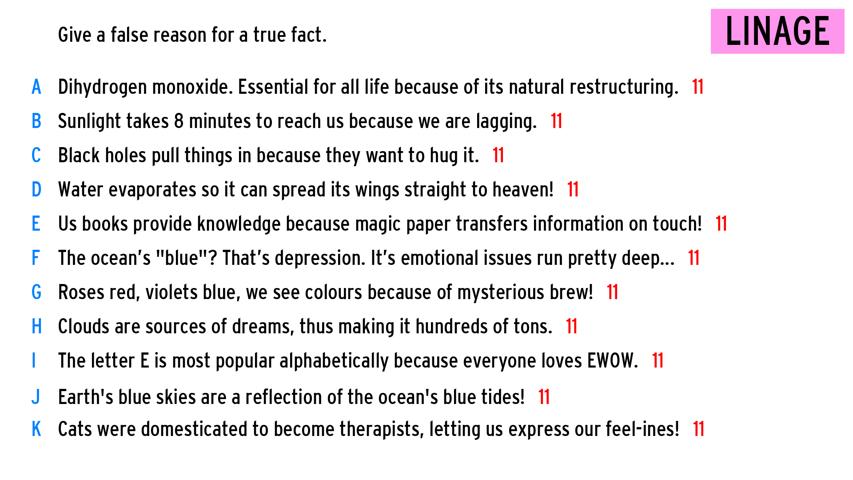 Give a false reason for a true fact.
LINAGE
A Dihydrogen monoxide. Essential for all life because of its natural restructuring. 11
B Sunlight takes 8 minutes to reach us because we are lagging. 11
C Black holes pull things in because they want to hug it. 11
D Water evaporates so it can spread its wings straight to heaven! 11
E Us books provide knowledge because magic paper transfers information on touch! 11
F The ocean’s "blue"? That’s depression. It’s emotional issues run pretty deep... 11
G Roses red, violets blue, we see colours because of mysterious brew! 11
H Clouds are sources of dreams, thus making it hundreds of tons. 11
I The letter E is most popular alphabetically because everyone loves EWOW. 11
J Earth's blue skies are a reflection of the ocean's blue tides! 11
K Cats were domesticated to become therapists, letting us express our feel-ines! 11